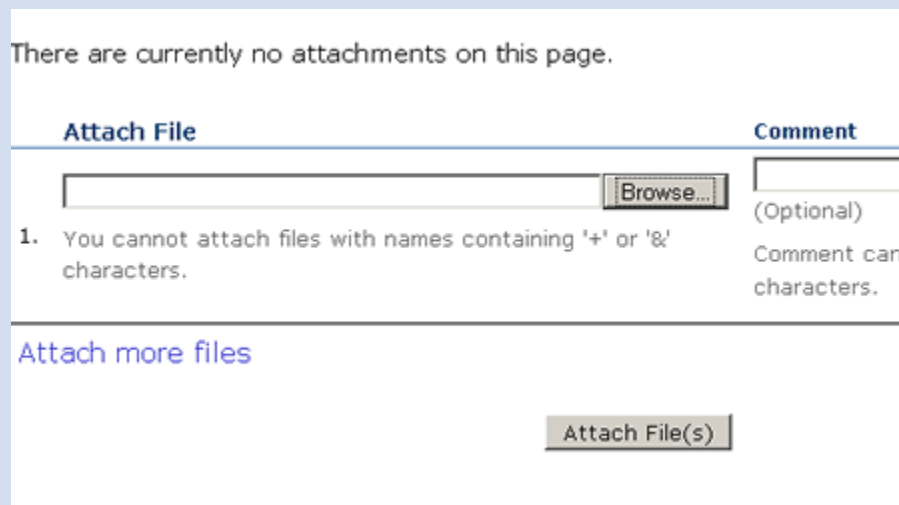 There are currently no attachments on this page.
Attach File
Comment
Browse...
(Optional)
1. You cannot attach files with names containing '+' or '&'
characters.
Comment can
characters.
Attach more files
Attach File(s)